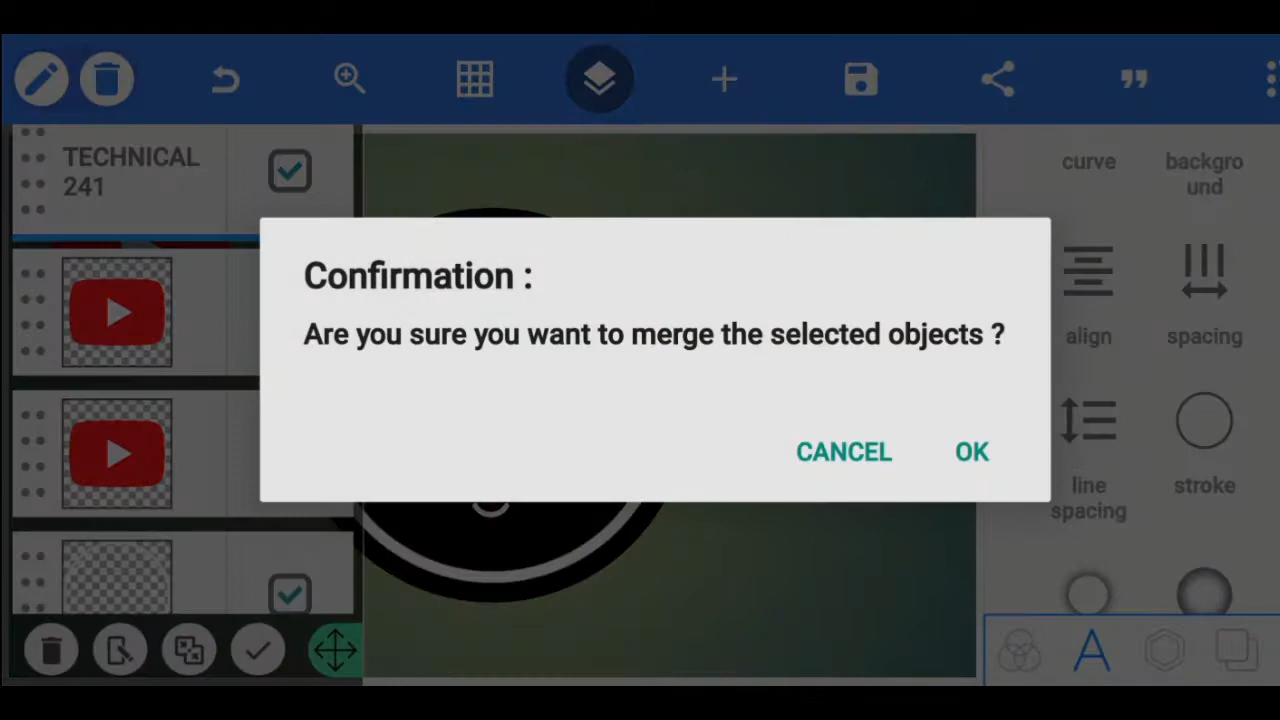 TECHNICAL
241
curve
backgro
und
Confirmation :
Are you sure you want to merge the selected objects ?
align
spacing
CANCEL
OK
line
spacing
stroke